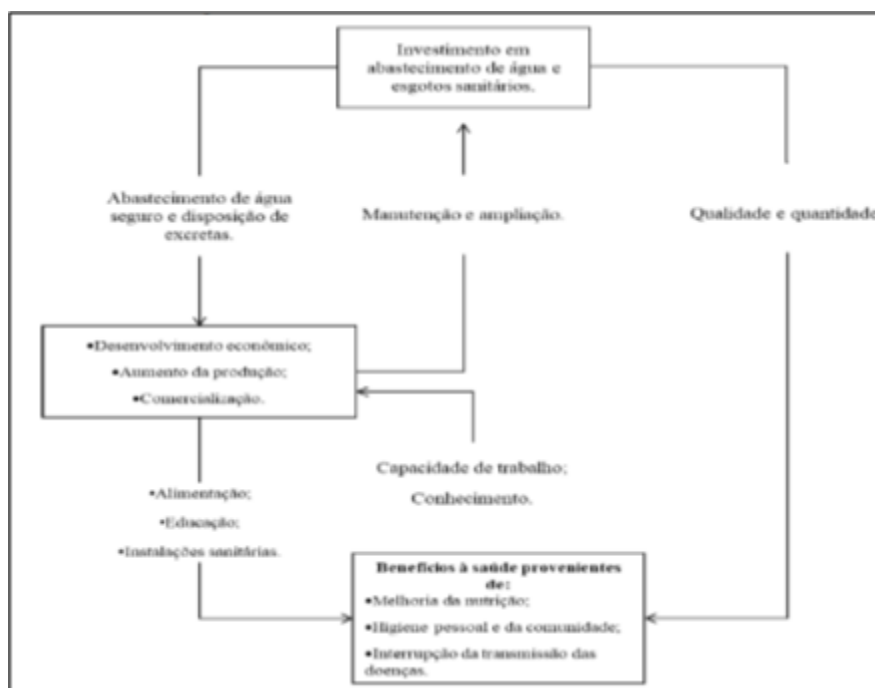 Investimento em
abastecimento de água e
esgotos sanitários.
Abastecimento de água
seguro e disposição de
excretas.
Manutenção e ampliação.
Qualidade e quantidade
•Desenvolvimento econômico;
•Aumento da produção;
•Comercialização.
Capacidade de trabalho;
Conhecimento.
•Alimentação;
•Educação;
•Instalações sanitárias.
Benefícios à saúde provenientes
de:
•Melhoria da nutrição;
•Higiene pessoal e da comunidade;
•Interrupção da transmissão das
doenças.